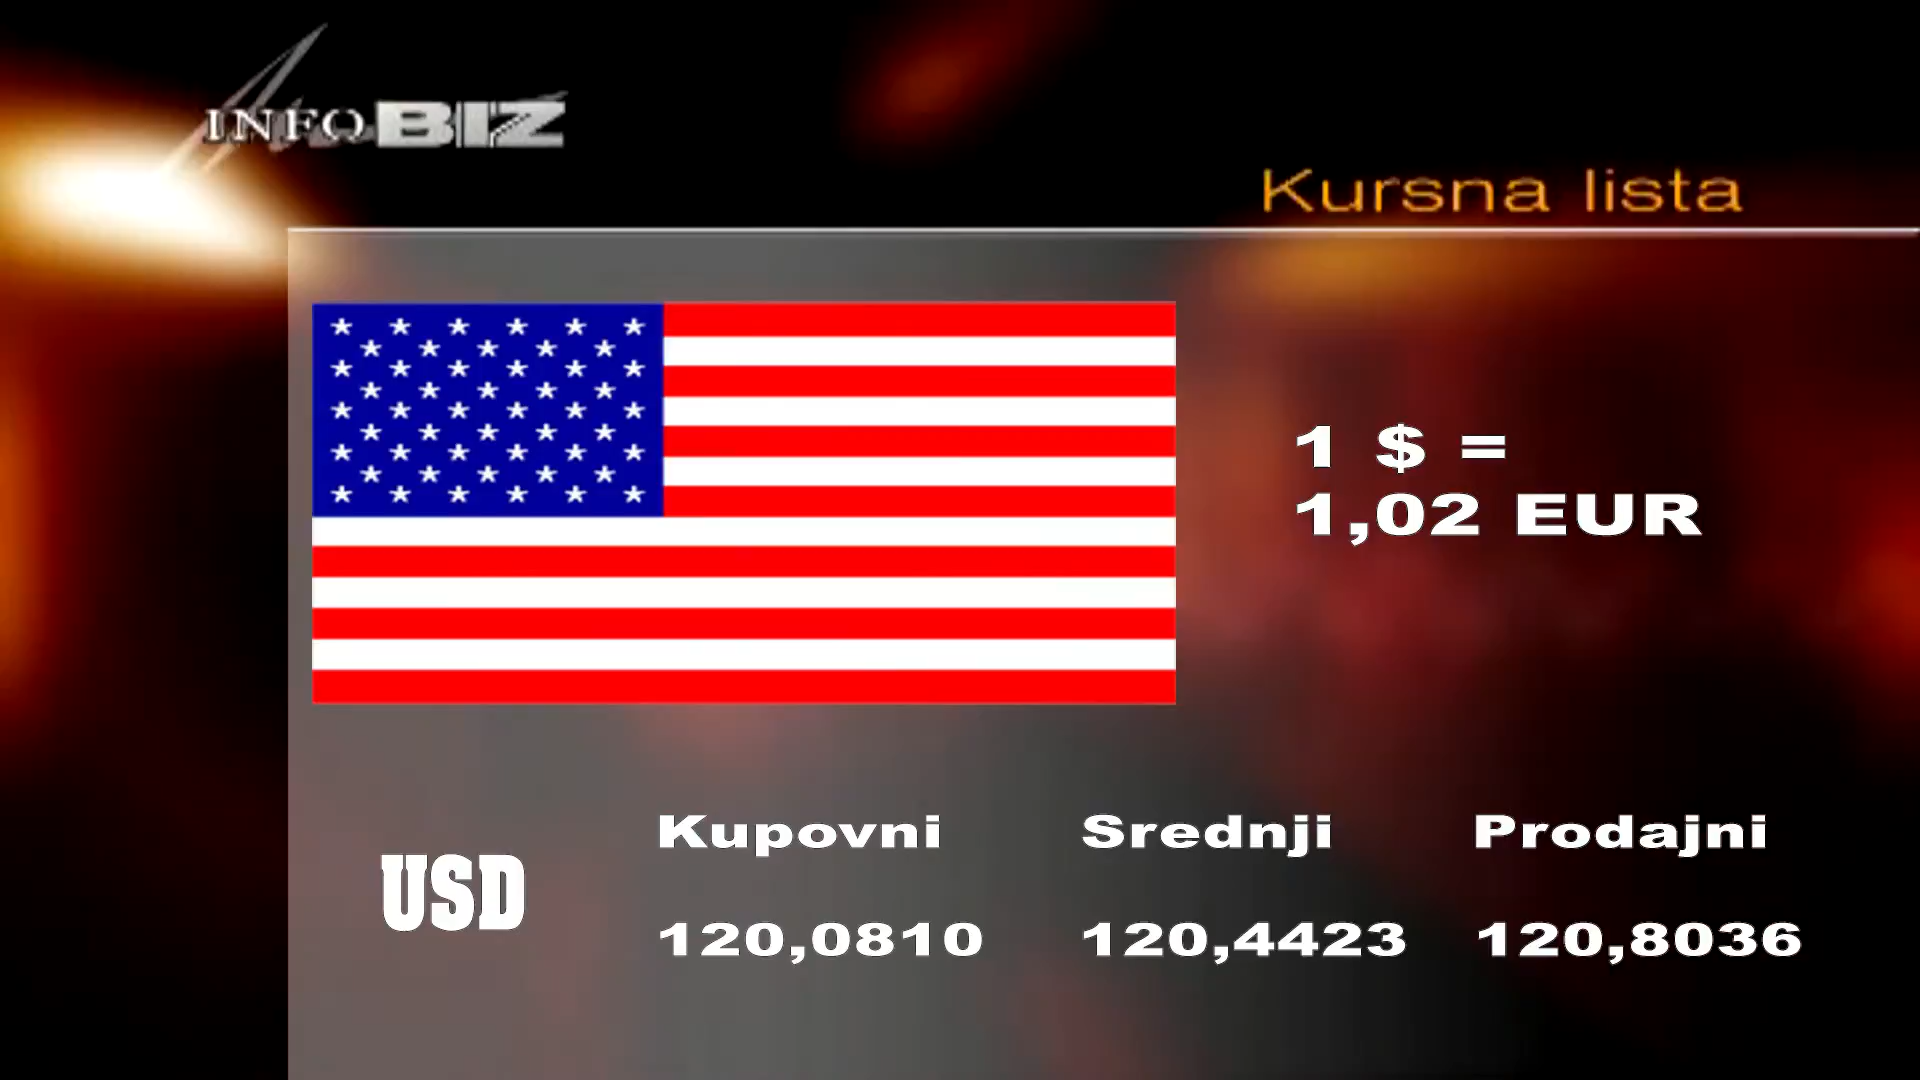 INFO BIZ
Kursna lista
1 $ =
1,02 EUR
Kupovni Srednji Prodajni
USD
120,0810 120,4423 120,8036